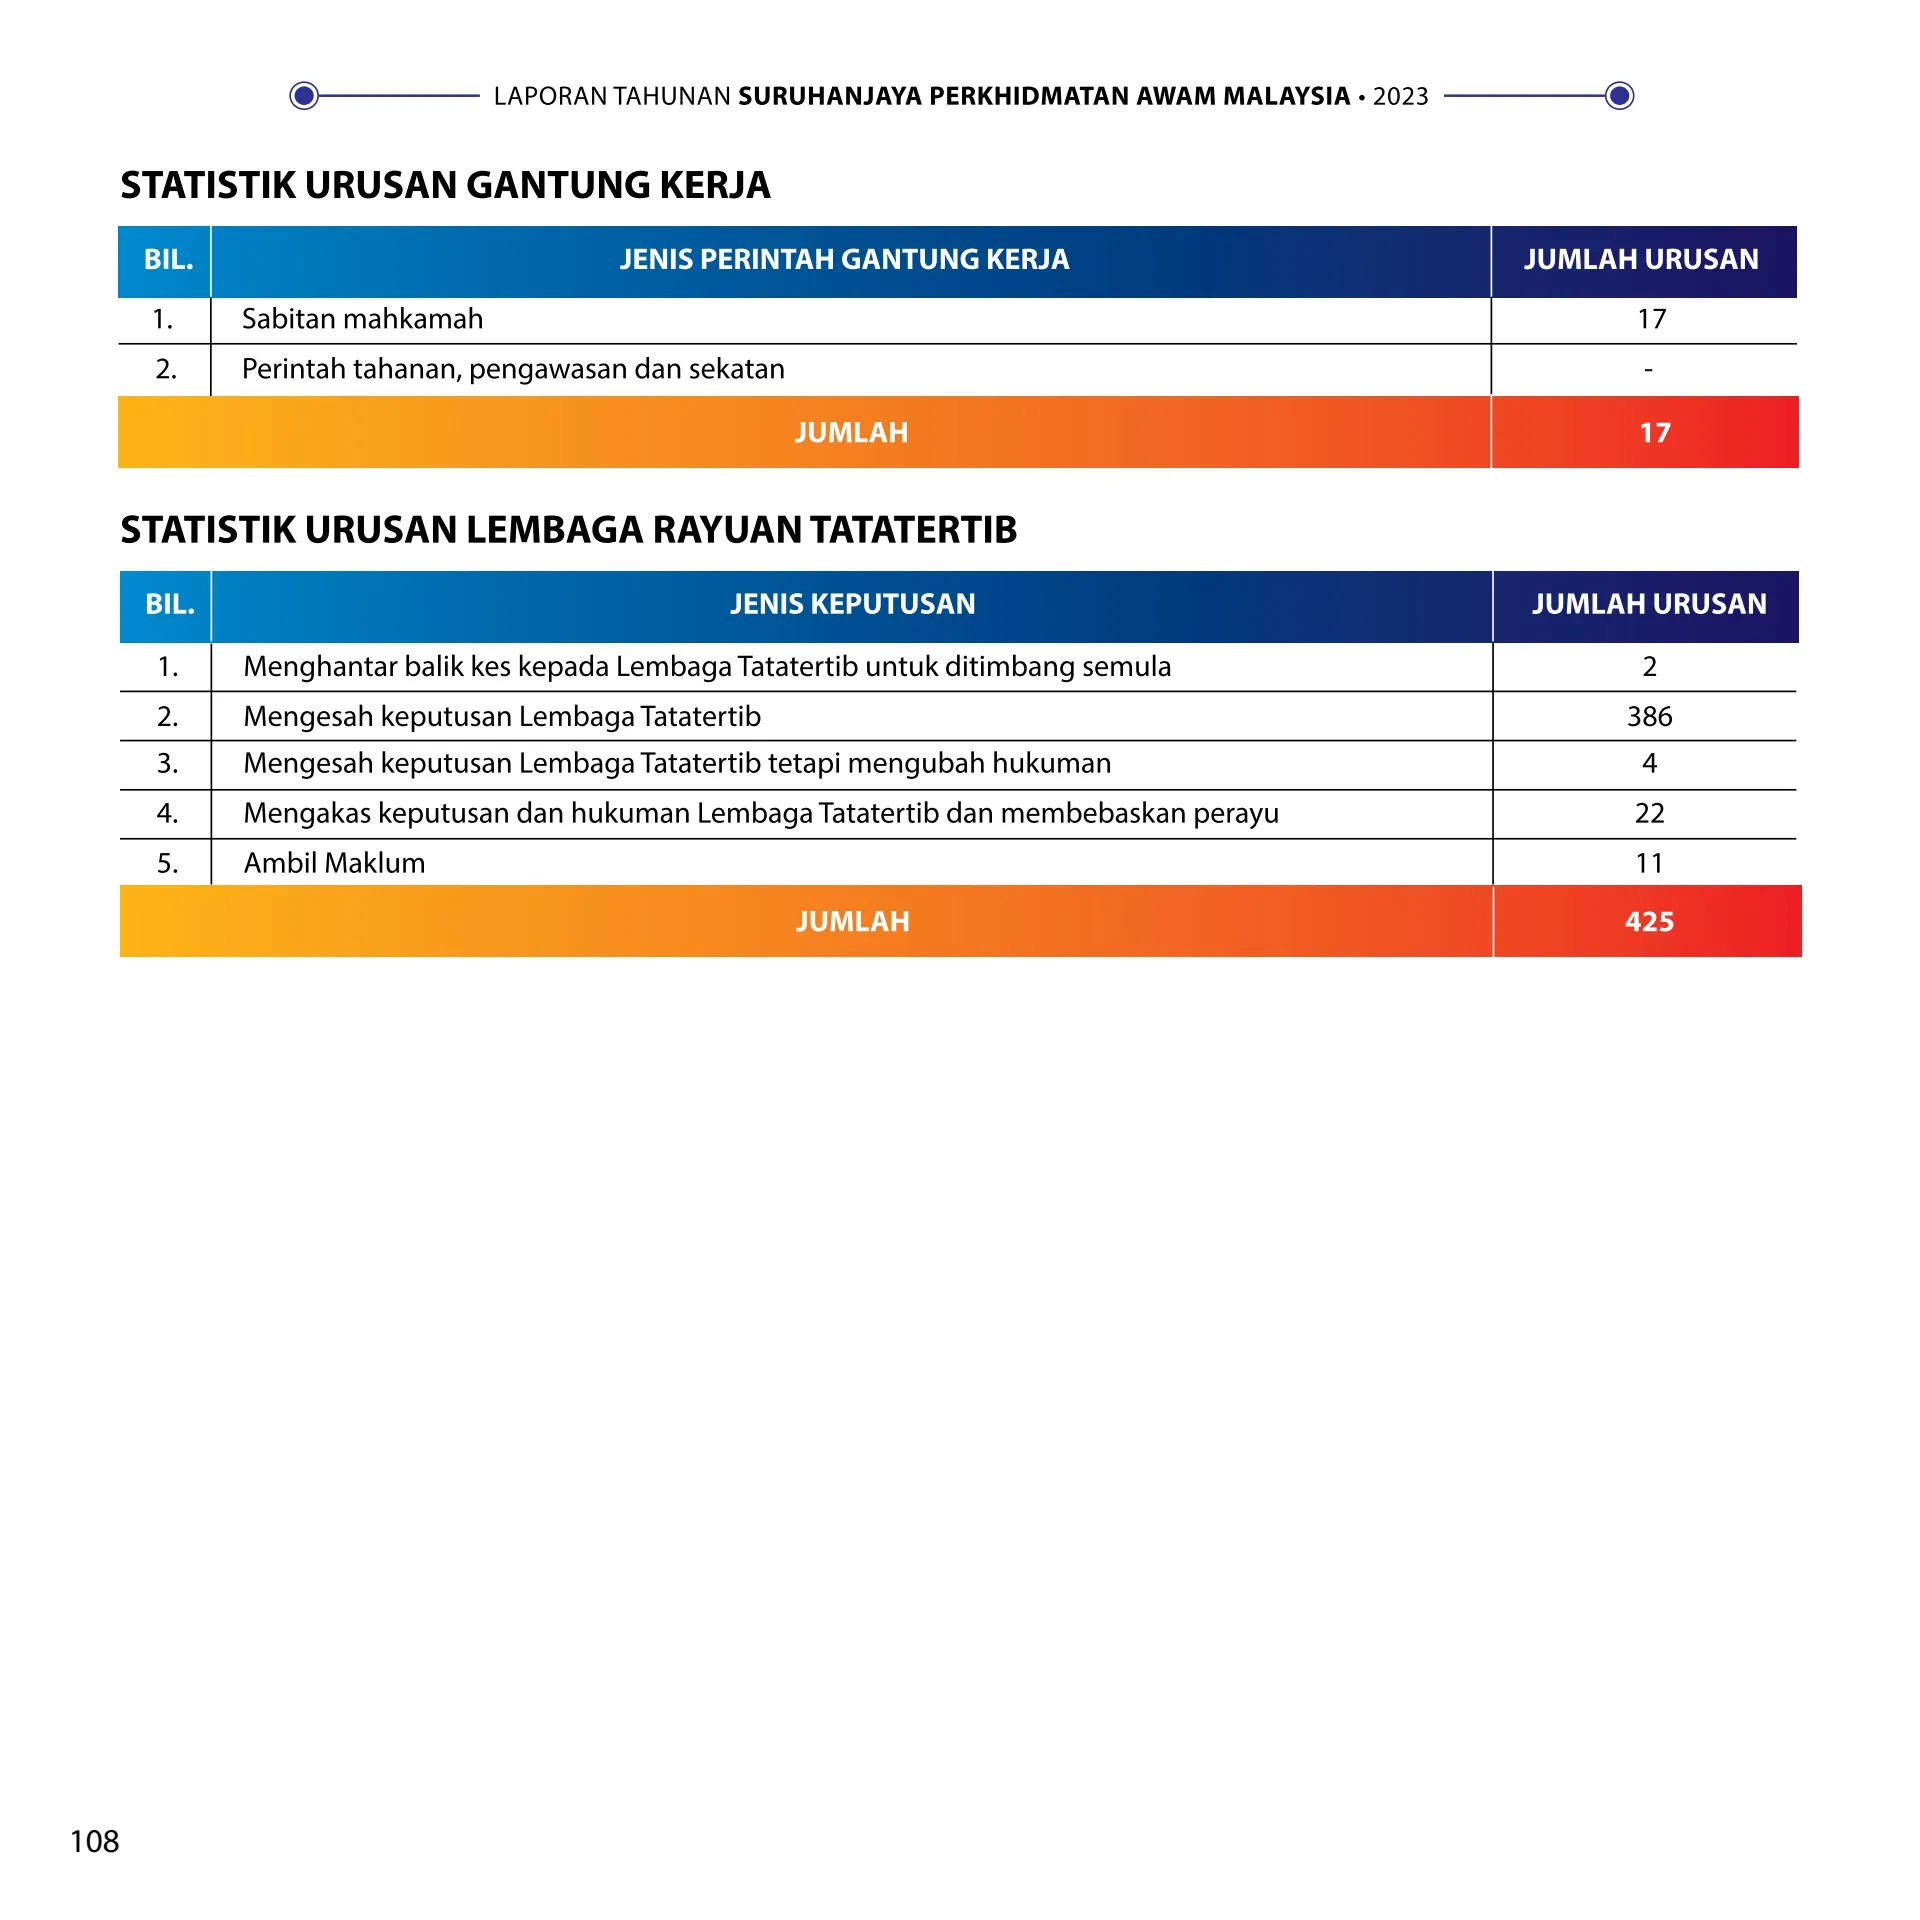 LAPORAN TAHUNAN SURUHANJAYA PERKHIDMATAN AWAM MALAYSIA • 2023
STATISTIK URUSAN GANTUNG KERJA
BIL. JENIS PERINTAH GANTUNG KERJA JUMLAH URUSAN
1. Sabitan mahkamah 17
2. Perintah tahanan, pengawasan dan sekatan -
JUMLAH 17
STATISTIK URUSAN LEMBAGA RAYUAN TATATERTIB
BIL. JENIS KEPUTUSAN JUMLAH URUSAN
1. Menghantar balik kes kepada Lembaga Tatatertib untuk ditimbang semula 2
2. Mengesah keputusan Lembaga Tatatertib 386
3. Mengesah keputusan Lembaga Tatatertib tetapi mengubah hukuman 4
4. Mengakas keputusan dan hukuman Lembaga Tatatertib dan membebaskan perayu 22
5. Ambil Maklum 11
JUMLAH 425
108